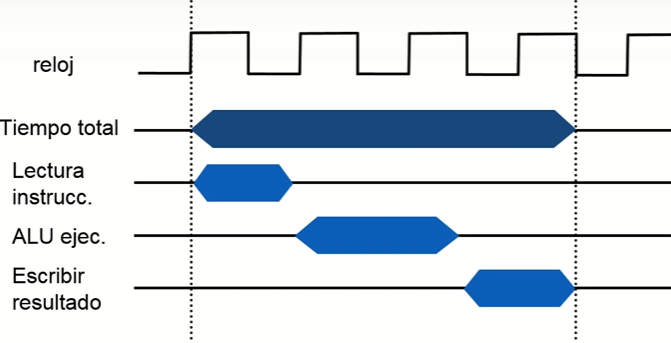 reloj
Tiempo total
Lectura
instrucc.
ALU ejec.
Escribir
resultado